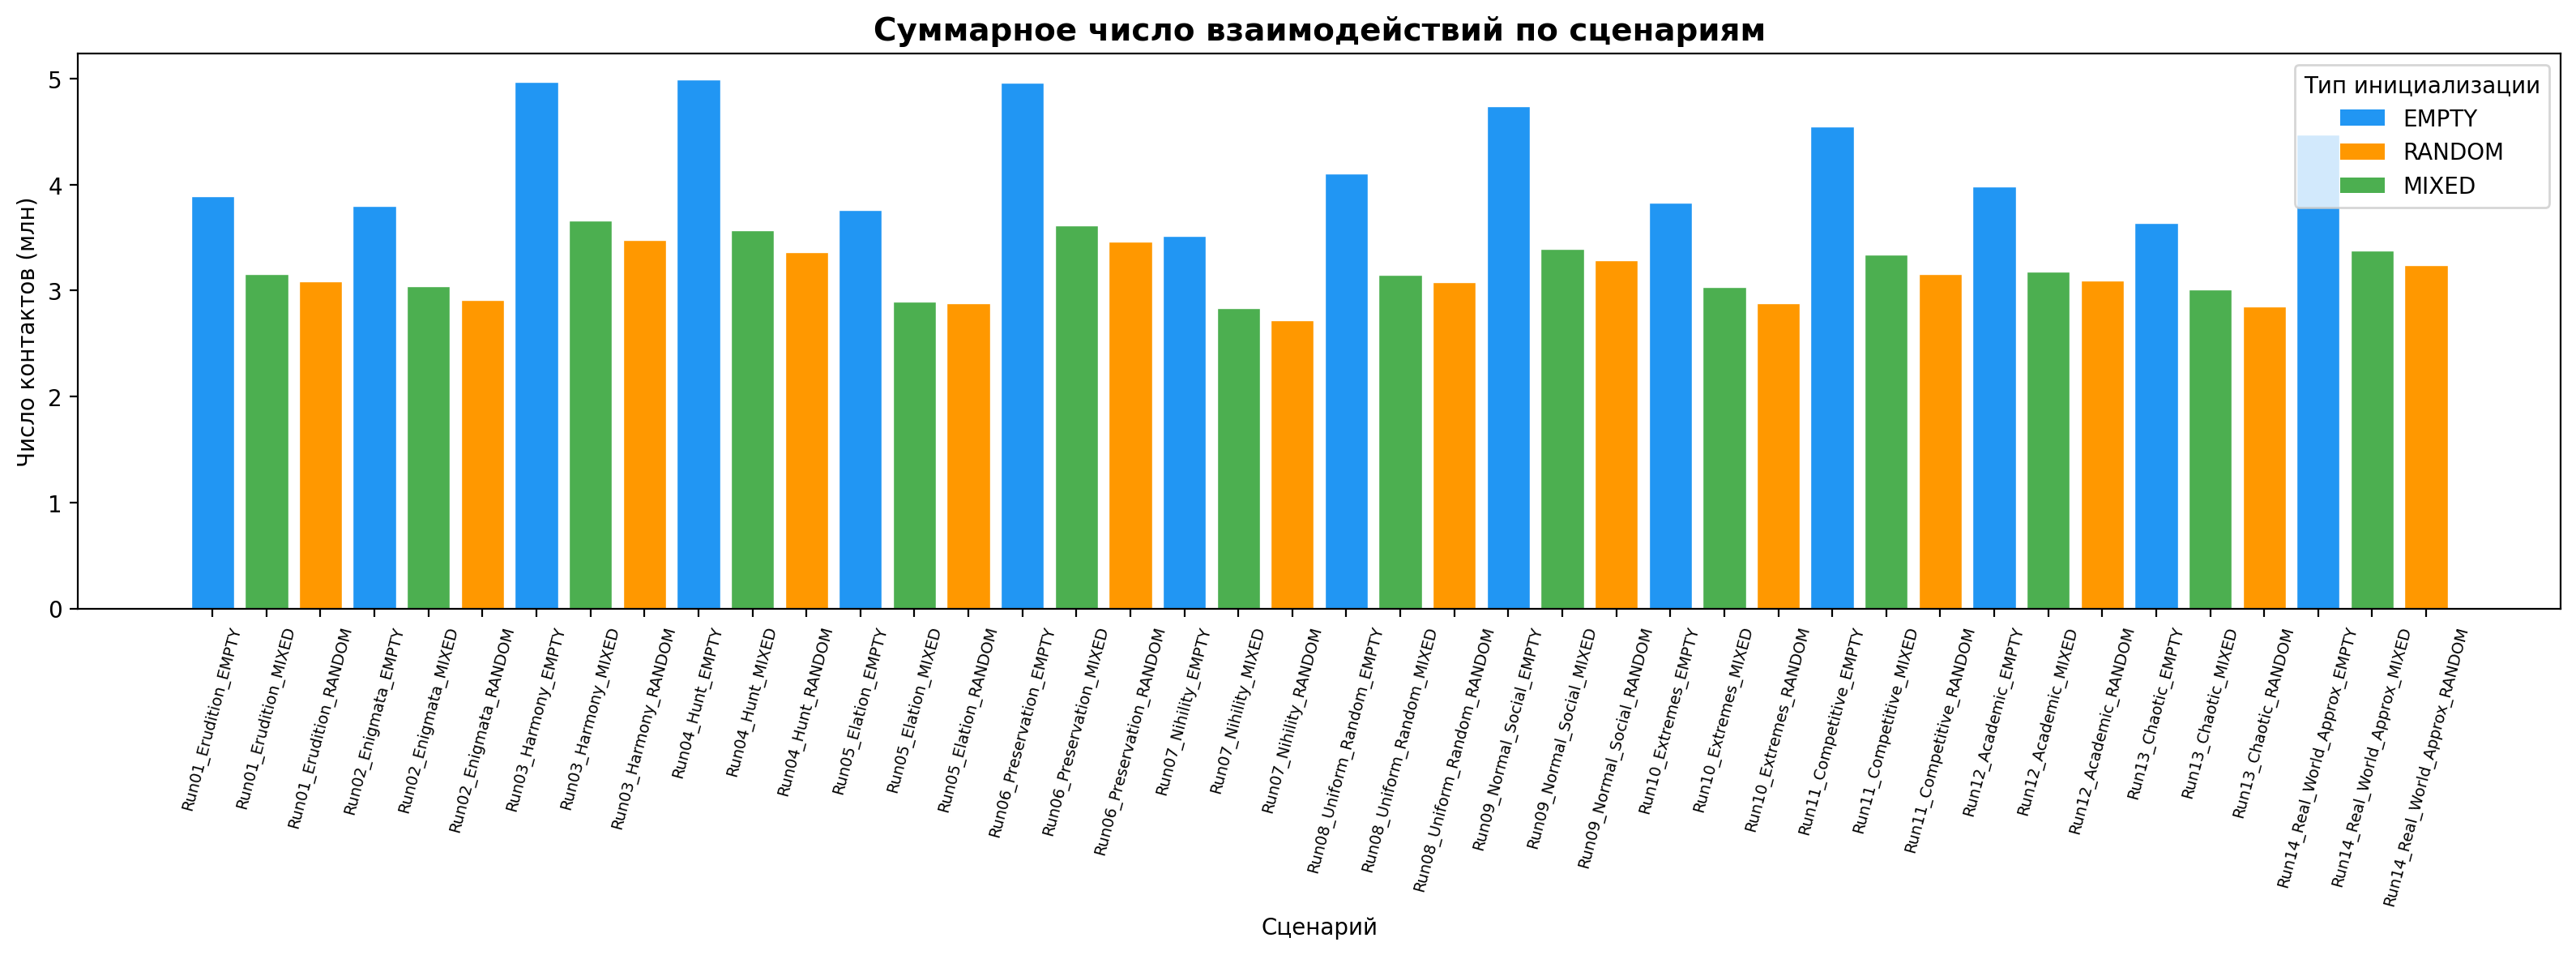 Суммарное число взаимодействий по сценариям
Число контактов (млн)
5
4
3
2
1
0
Тип инициализации
EMPTY
RANDOM
MIXED
Run01_Erudition_EMPTY
Run01_Erudition_MIXED
Run01_Erudition_RANDOM
Run02_Enigmata_EMPTY
Run02_Enigmata_MIXED
Run02_Enigmata_RANDOM
Run03_Harmony_EMPTY
Run03_Harmony_MIXED
Run03_Harmony_RANDOM
Run04_Hunt_EMPTY
Run04_Hunt_MIXED
Run04_Hunt_RANDOM
Run05_Elation_EMPTY
Run05_Elation_MIXED
Run05_Elation_RANDOM
Run06_Preservation_EMPTY
Run06_Preservation_MIXED
Run06_Preservation_RANDOM
Run07_Nihility_EMPTY
Run07_Nihility_MIXED
Run07_Nihility_RANDOM
Run08_Uniform_Random_EMPTY
Run08_Uniform_Random_MIXED
Run08_Uniform_Random_RANDOM
Run09_Normal_Social_EMPTY
Run09_Normal_Social_MIXED
Run09_Normal_Social_RANDOM
Run10_Extremes_EMPTY
Run10_Extremes_MIXED
Run10_Extremes_RANDOM
Run11_Competitive_EMPTY
Run11_Competitive_MIXED
Run11_Competitive_RANDOM
Run12_Academic_EMPTY
Run12_Academic_MIXED
Run12_Academic_RANDOM
Run13_Chaotic_EMPTY
Run13_Chaotic_MIXED
Run13_Chaotic_RANDOM
Run14_Real_World_Approx_EMPTY
Run14_Real_World_Approx_MIXED
Run14_Real_World_Approx_RANDOM
Сценарий